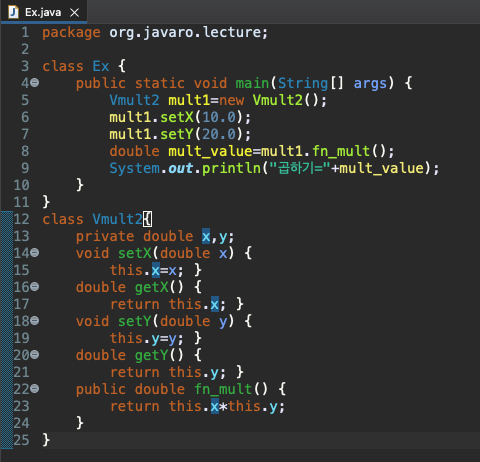 Ex.java
1 package org.javaro.lecture;
2
3 class Ex {
4 public static void main(String[] args) {
5 Vmult2 mult1=new Vmult2();
6 mult1.setX(10.0);
7 mult1.setY(20.0);
8 double mult_value=mult1.fn_mult();
9 System.out.println("곱하기="+mult_value);
10 }
11 }
12 class Vmult2{
13 private double x,y;
14 void setX(double x) {
15 this.x=x; }
16 double getX() {
17 return this.x; }
18 void setY(double y) {
19 this.y=y; }
20 double getY() {
21 return this.y; }
22 public double fn_mult() {
23 return this.x*this.y;
24 }
25 }